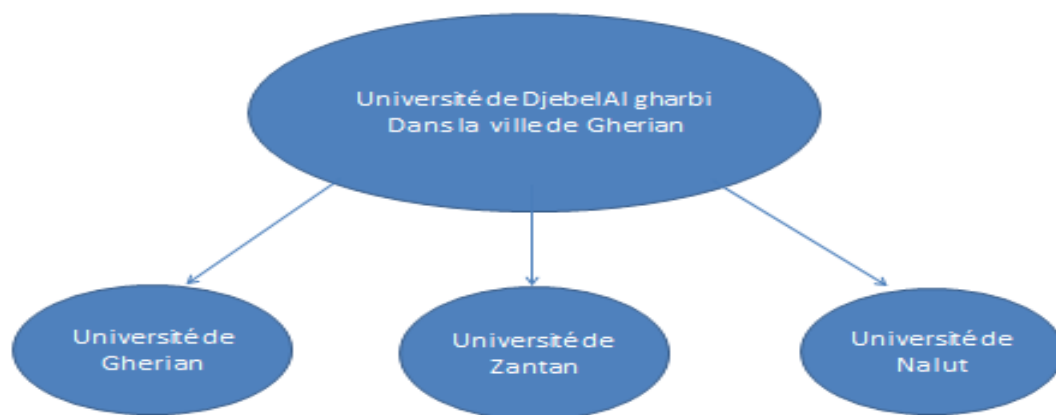 Université de Djebel Al gharbi
Dans la ville de Gherian
Université de
Gherian
Université de
Zantan
Université de
Nalut